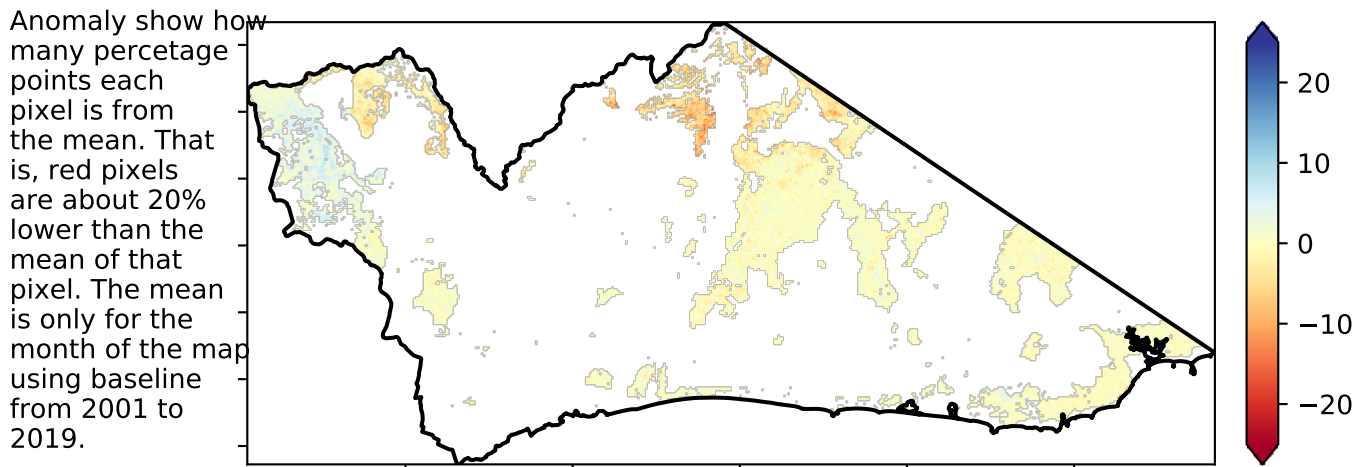 Anomaly show how
many percetage
points each
pixel is from
the mean. That
is, red pixels
are about 20%
lower than the
mean of that
pixel. The mean
is only for the
month of the map
using baseline
from 2001 to
2019.
20
10
0
−10
−20